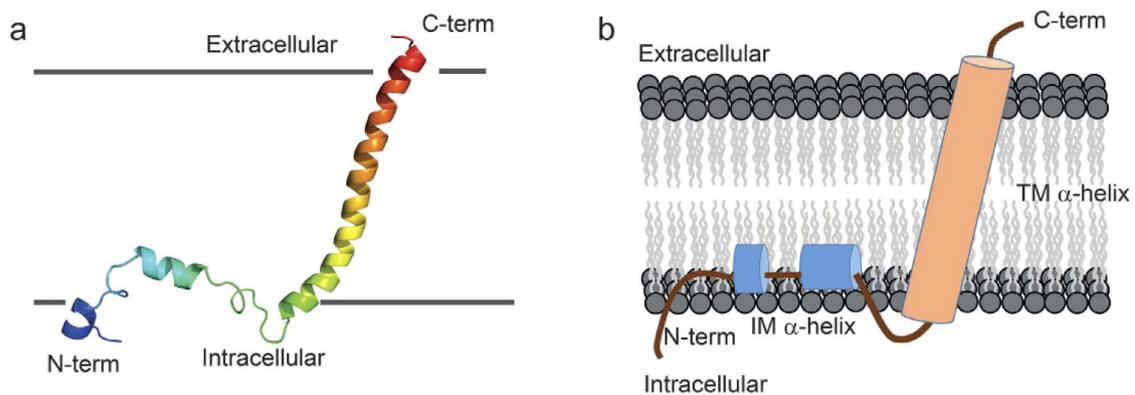 a
Extracellular
C-term
N-term
Intracellular
b
Extracellular
C-term
TM α-helix
IM α-helix
N-term
Intracellular